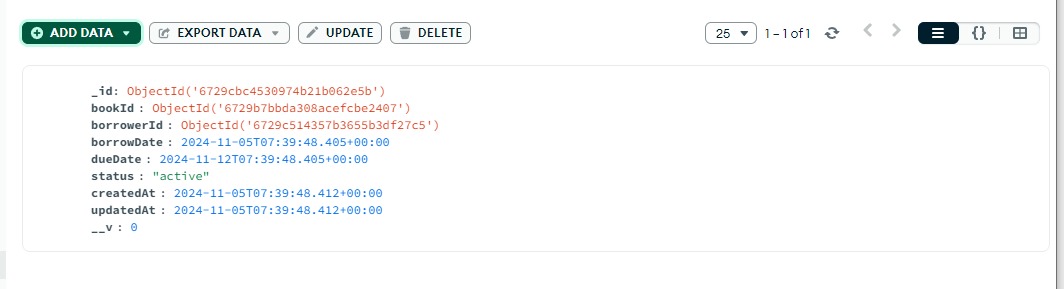 ADD DATA EXPORT DATA UPDATE DELETE 25 1 – 1 of 1 {}
_id: ObjectId('6729cbc4530974b21b062e5b')
bookId : ObjectId('6729b7bbda308acefcbe2407')
borrowerId : ObjectId('6729c514357b3655b3df27c5')
borrowDate : 2024-11-05T07:39:48.405+00:00
dueDate : 2024-11-12T07:39:48.405+00:00
status : "active"
createdAt : 2024-11-05T07:39:48.412+00:00
updatedAt : 2024-11-05T07:39:48.412+00:00
__v : 0